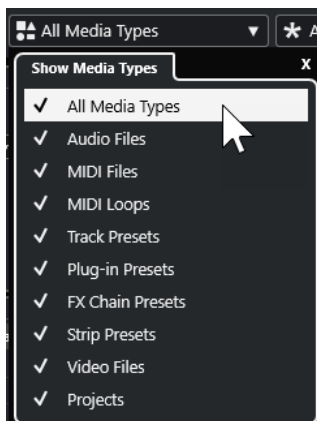 All Media Types
Show Media Types X
All Media Types
Audio Files
MIDI Files
MIDI Loops
Track Presets
Plug-in Presets
FX Chain Presets
Strip Presets
Video Files
Projects